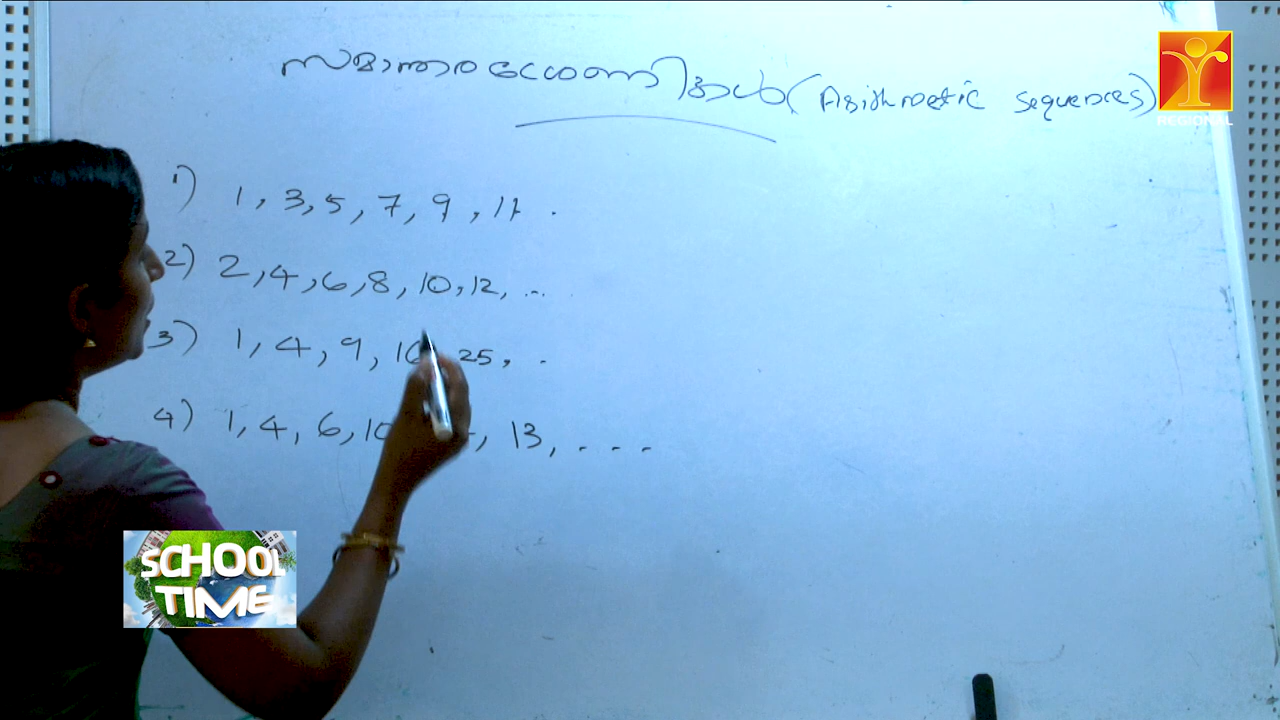 സമാന്തരശ്രേണികൾ (Arithmetic Sequences)
REGIONAL
1) 1, 3, 5, 7, 9, 11 .
2) 2, 4, 6, 8, 10, 12, ...
3) 1, 4, 9, 16 25, .
4) 1, 4, 6, 10 , 13, . . .
SCHOOL
TIME